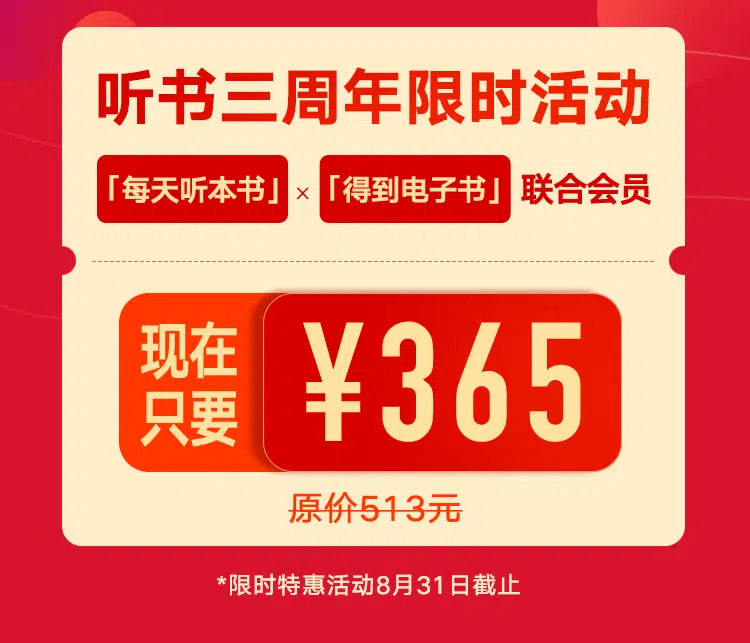 听书三周年限时活动
「每天听本书」×「得到电子书」联合会员
现在
只要
¥365
原价513元
*限时特惠活动8月31日截止